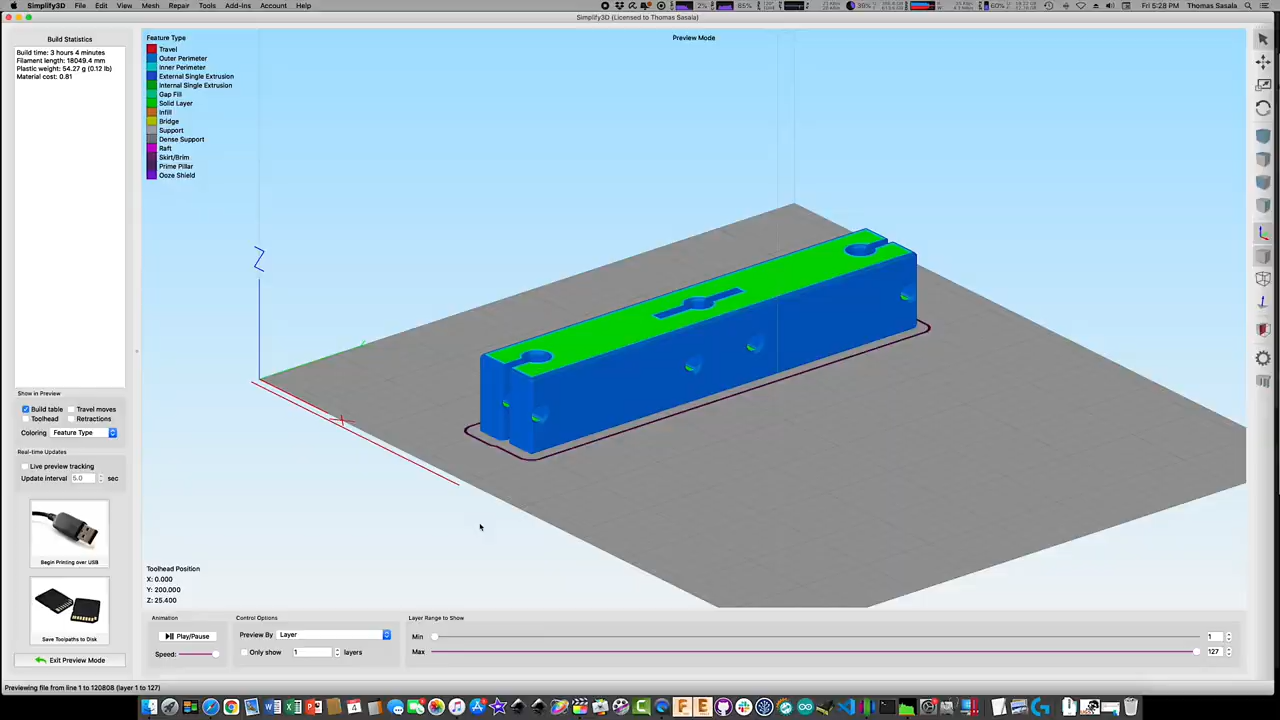 Simplify3D File Edit View Mesh Repair Tools Add-Ins Account Help
Fri 5:28 PM Thomas Sasala
Simplify3D (Licensed to Thomas Sasala)
Build Statistics
Build time: 3 hours 4 minutes
Filament length: 18049.4 mm
Plastic weight: 54.27 g (0.12 lb)
Material cost: 0.81
Feature Type
Travel
Outer Perimeter
Inner Perimeter
External Single Extrusion
Internal Single Extrusion
Gap Fill
Solid Layer
Infill
Bridge
Support
Dense Support
Raft
Skirt/Brim
Prime Pillar
Ooze Shield
Preview Mode
Show in Preview
Build table Travel moves
Toolhead Retractions
Coloring Feature Type
Real-time Updates
Live preview tracking
Update interval 5.0 sec
Begin Printing over USB
Save Toolpaths to Disk
Exit Preview Mode
Toolhead Position
X: 0.000
Y: 200.000
Z: 25.400
Animation
Play/Pause
Speed:
Control Options
Preview By Layer
Only show 1 layers
Layer Range to Show
Min 1
Max 127
Previewing file from line 1 to 120808 (layer 1 to 127)